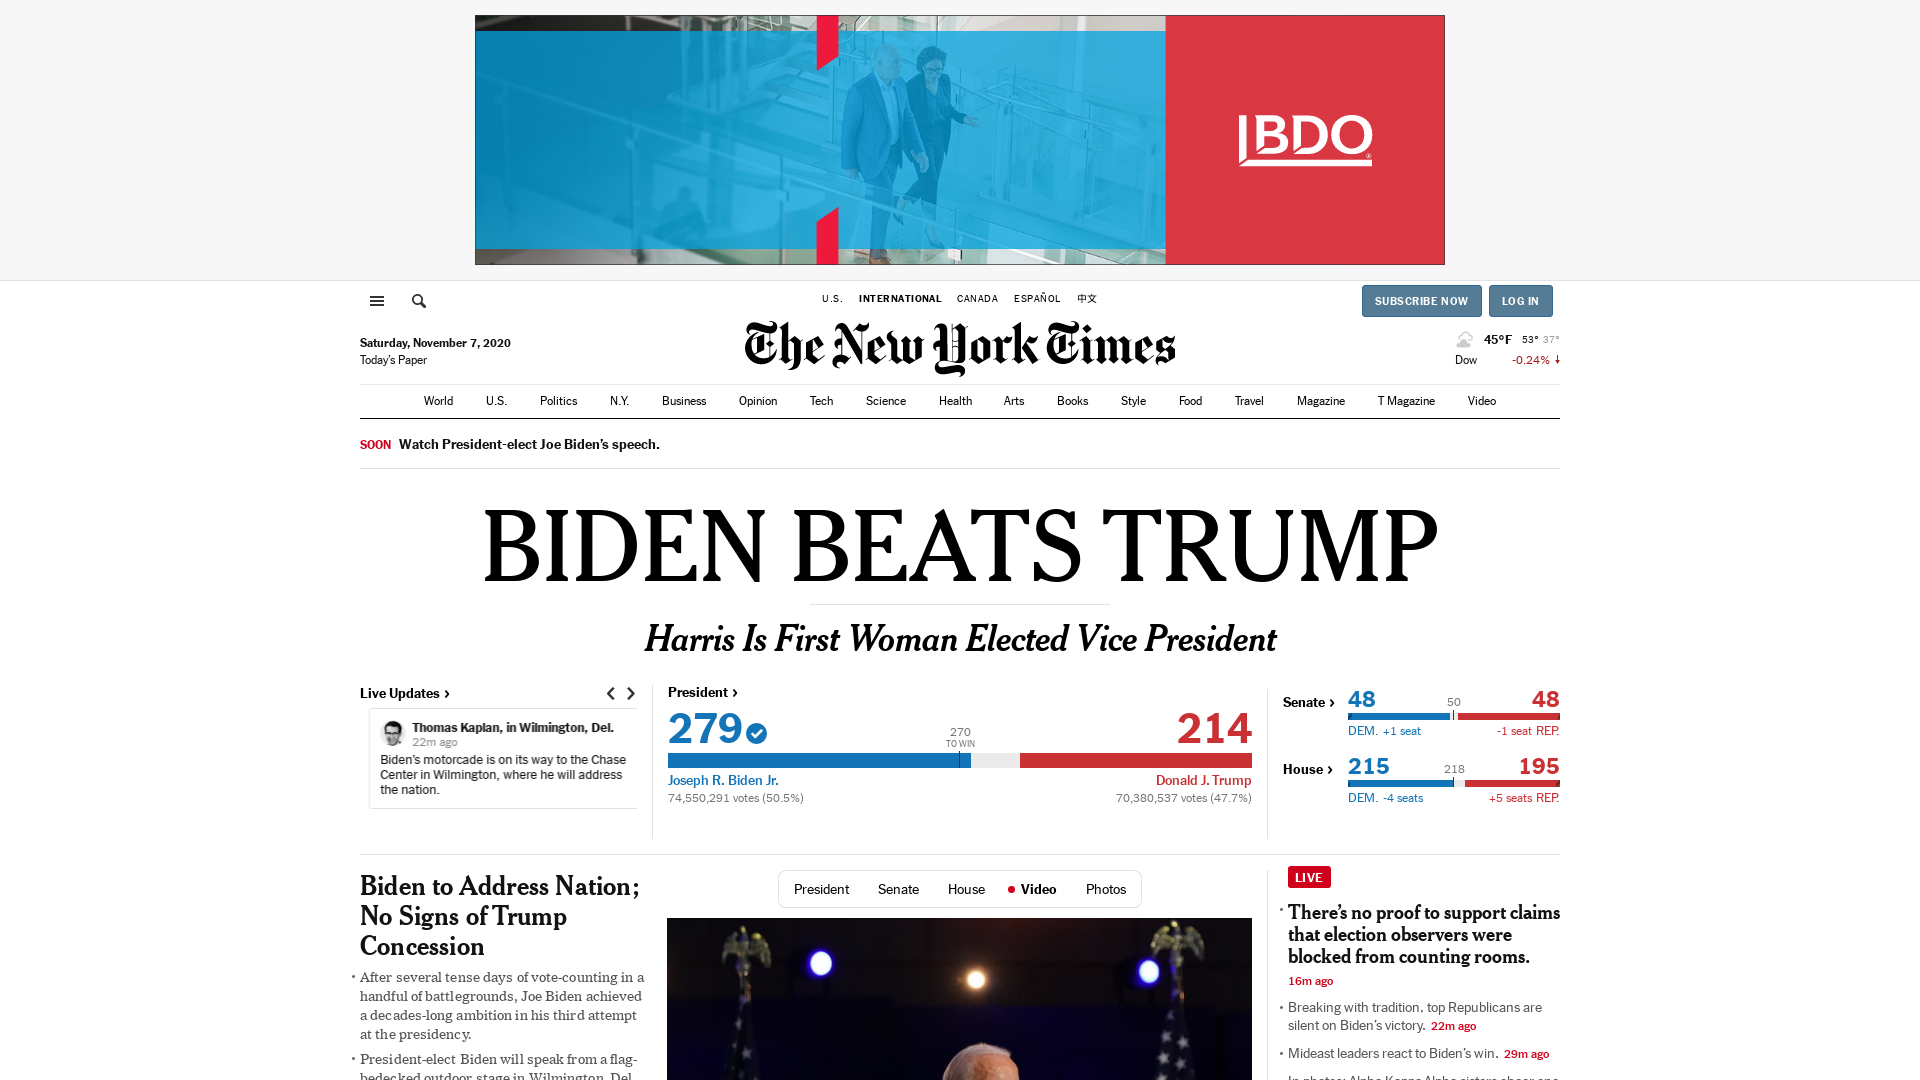 BDO
U.S. INTERNATIONAL CANADA ESPAÑOL 中文
SUBSCRIBE NOW LOG IN
Saturday, November 7, 2020
Today's Paper
The New York Times
45°F 53° 37°
Dow -0.24%
World U.S. Politics N.Y. Business Opinion Tech Science Health Arts Books Style Food Travel Magazine T Magazine Video
SOON Watch President-elect Joe Biden's speech.
BIDEN BEATS TRUMP
Harris Is First Woman Elected Vice President
Live Updates
Thomas Kaplan, in Wilmington, Del.
22m ago
Biden's motorcade is on its way to the Chase
Center in Wilmington, where he will address
the nation.
President
279 214
270
TO WIN
Joseph R. Biden Jr. Donald J. Trump
74,550,291 votes (50.5%) 70,380,537 votes (47.7%)
Senate 48 50 48
DEM. +1 seat -1 seat REP.
House 215 218 195
DEM. -4 seats +5 seats REP.
Biden to Address Nation;
No Signs of Trump
Concession
After several tense days of vote-counting in a
handful of battlegrounds, Joe Biden achieved
a decades-long ambition in his third attempt
at the presidency.
President-elect Biden will speak from a flag-
bedecked outdoor stage in Wilmington, Del.
President Senate House Video Photos
LIVE
There's no proof to support claims
that election observers were
blocked from counting rooms.
16m ago
Breaking with tradition, top Republicans are
silent on Biden's victory. 22m ago
Mideast leaders react to Biden's win. 29m ago
In photos: Alpha Kappa Alpha sisters cheer one